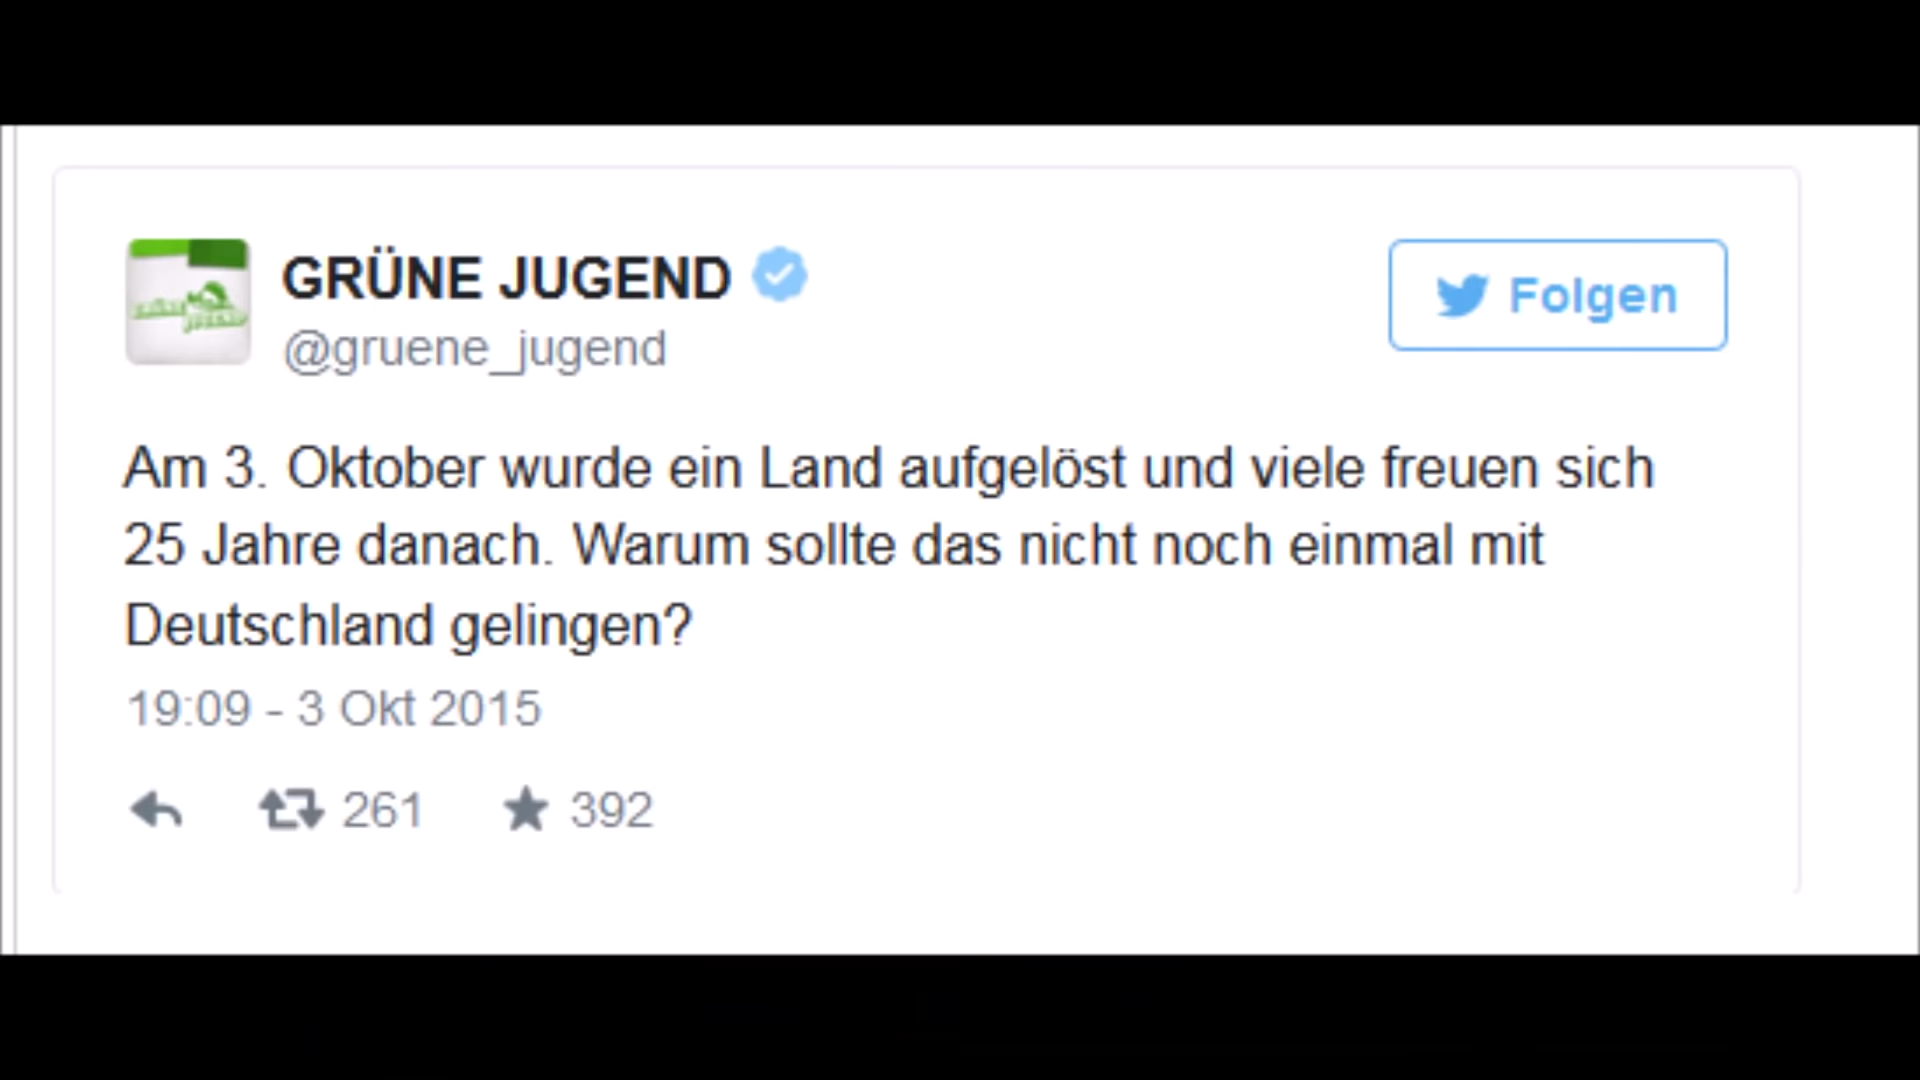 GRÜNE JUGEND
@gruene_jugend
Folgen
Am 3. Oktober wurde ein Land aufgelöst und viele freuen sich
25 Jahre danach. Warum sollte das nicht noch einmal mit
Deutschland gelingen?
19:09 - 3 Okt 2015
261 392